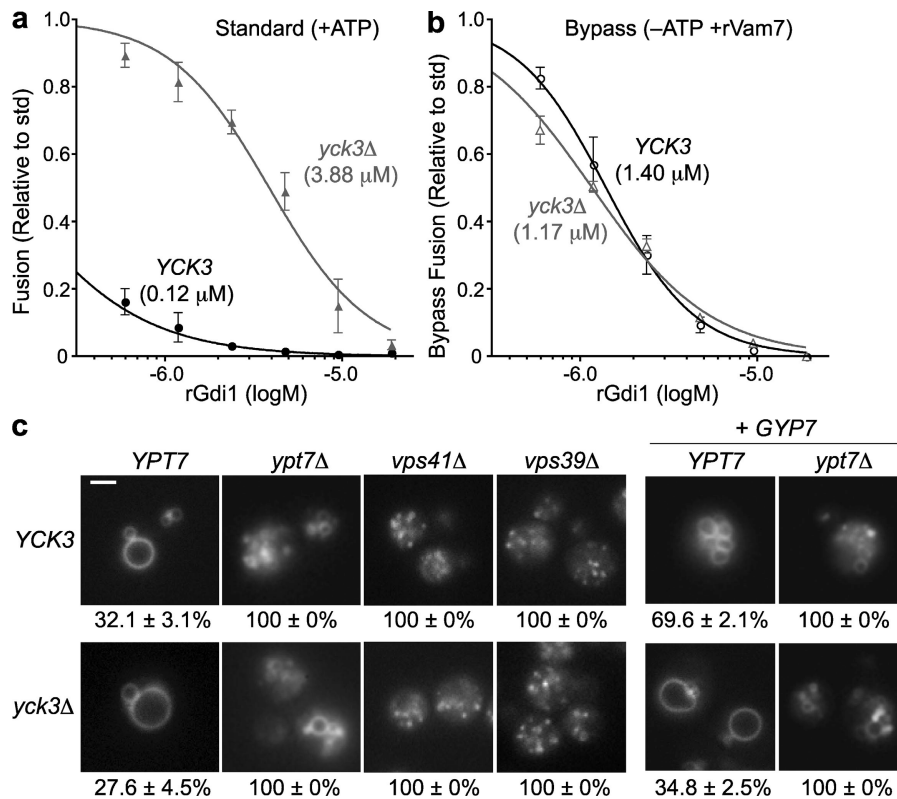 a
Standard (+ATP)
Fusion (Relative to std)
1.0
0.8
0.6
0.4
0.2
0
yck3Δ
(3.88 μM)
YCK3
(0.12 μM)
-6.0
-5.0
rGdi1 (logM)
b
Bypass (–ATP +rVam7)
Bypass Fusion (Relative to std)
1.0
0.8
0.6
0.4
0.2
0
YCK3
(1.40 μM)
yck3Δ
(1.17 μM)
-6.0
-5.0
rGdi1 (logM)
c
+ GYP7
YPT7 ypt7Δ vps41Δ vps39Δ YPT7 ypt7Δ
YCK3
32.1 ± 3.1% 100 ± 0% 100 ± 0% 100 ± 0% 69.6 ± 2.1% 100 ± 0%
yck3Δ
27.6 ± 4.5% 100 ± 0% 100 ± 0% 100 ± 0% 34.8 ± 2.5% 100 ± 0%